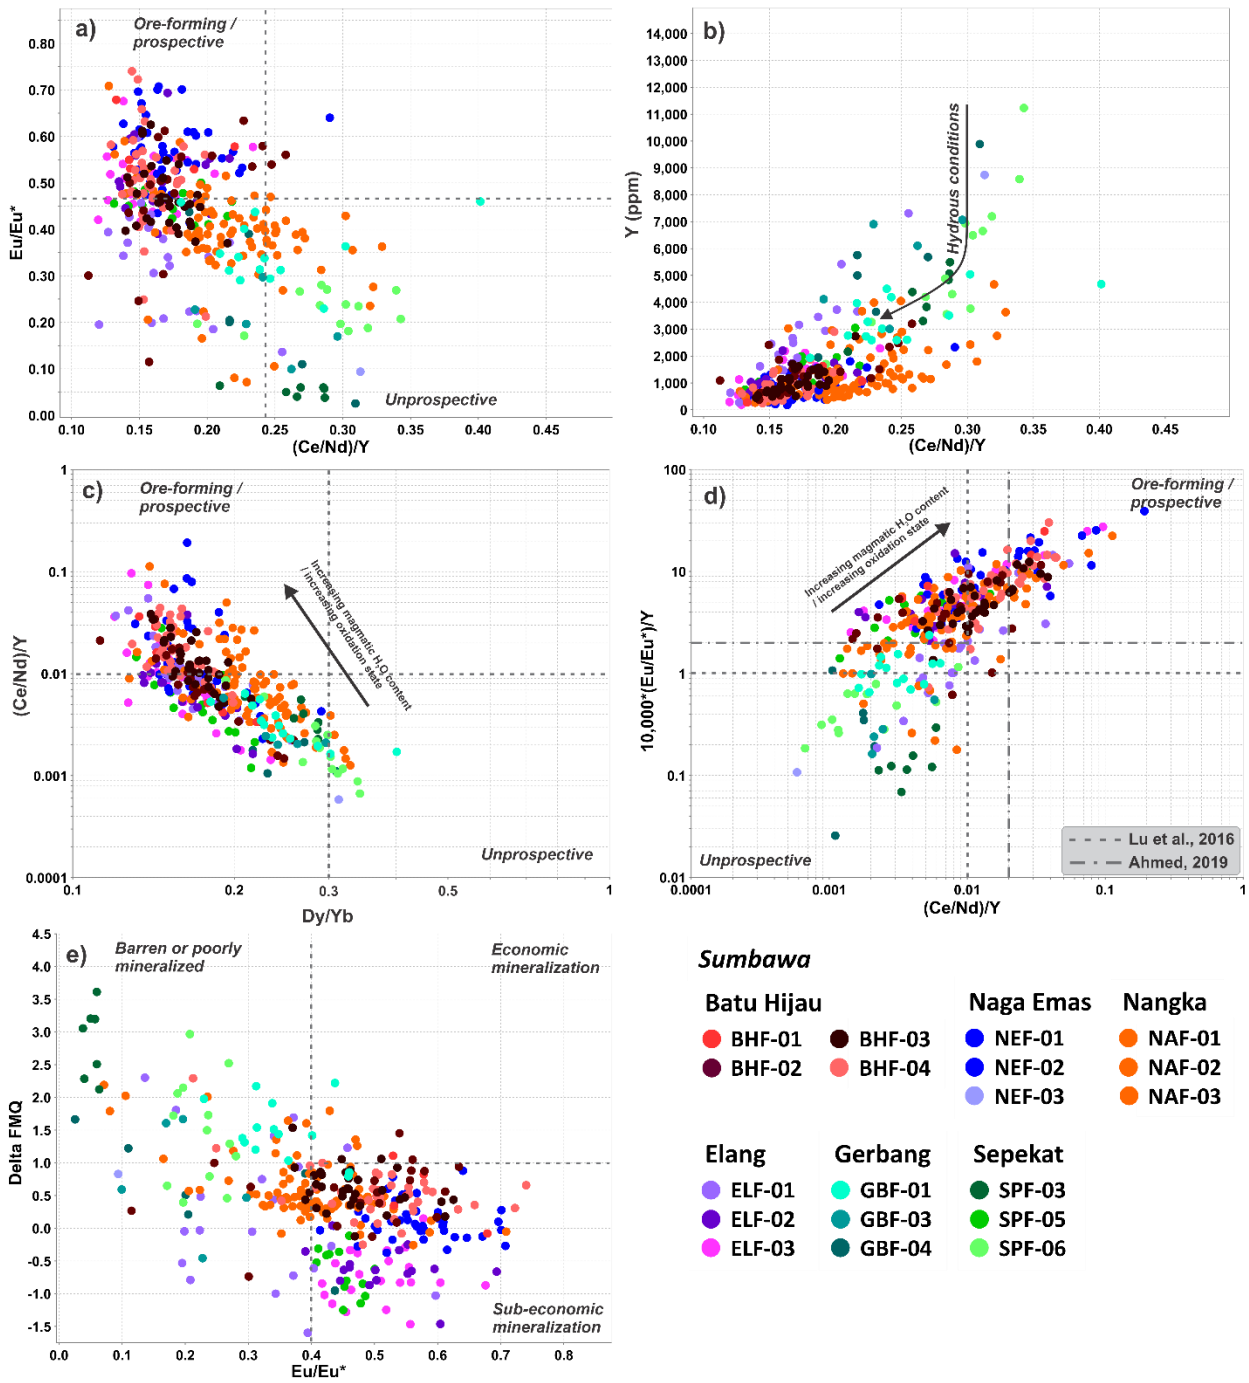 a)
Ore-forming /
prospective
0.80
0.70
0.60
0.50
0.40
0.30
0.20
0.10
0.00
Eu/Eu*
Unprospective
0.10 0.15 0.20 0.25 0.30 0.35 0.40 0.45
(Ce/Nd)/Y
b)
14,000
13,000
12,000
11,000
10,000
9,000
8,000
7,000
6,000
5,000
4,000
3,000
2,000
1,000
0
Y (ppm)
Hydrous conditions
0.10 0.15 0.20 0.25 0.30 0.35 0.40 0.45
(Ce/Nd)/Y
c)
Ore-forming /
prospective
1
0.1
0.01
0.001
0.0001
(Ce/Nd)/Y
Increasing magmatic H₂O content
/ increasing oxidation state
Unprospective
0.1 0.2 0.3 0.5 1
Dy/Yb
d)
Ore-forming /
prospective
100
10
1
0.1
0.01
10,000*(Eu/Eu*)/Y
Increasing magmatic H₂O content
/ increasing oxidation state
Unprospective
Lu et al., 2016
Ahmed, 2019
0.0001 0.001 0.01 0.1 1
(Ce/Nd)/Y
e)
Barren or poorly
mineralized
Economic
mineralization
4.5
4.0
3.5
3.0
2.5
2.0
1.5
1.0
0.5
0.0
-0.5
-1.0
-1.5
Delta FMQ
Sub-economic
mineralization
0.0 0.1 0.2 0.3 0.4 0.5 0.6 0.7 0.8
Eu/Eu*
Sumbawa
Batu Hijau Naga Emas Nangka
BHF-01 BHF-03 NEF-01 NAF-01
BHF-02 BHF-04 NEF-02 NAF-02
NEF-03 NAF-03
Elang Gerbang Sepekat
ELF-01 GBF-01 SPF-03
ELF-02 GBF-03 SPF-05
ELF-03 GBF-04 SPF-06